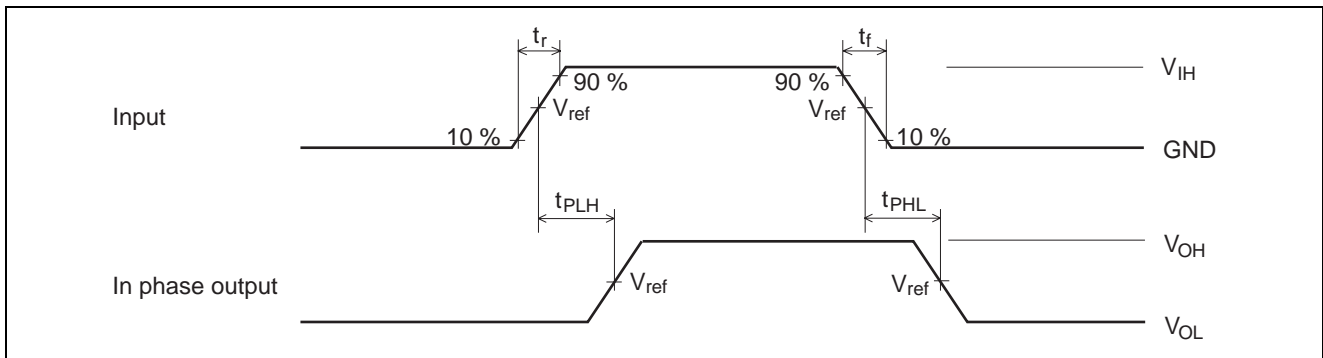 tr tf
90 % 90 % VIH
Input Vref Vref
10 % 10 % GND
tPLH tPHL
VOH
In phase output Vref Vref
VOL